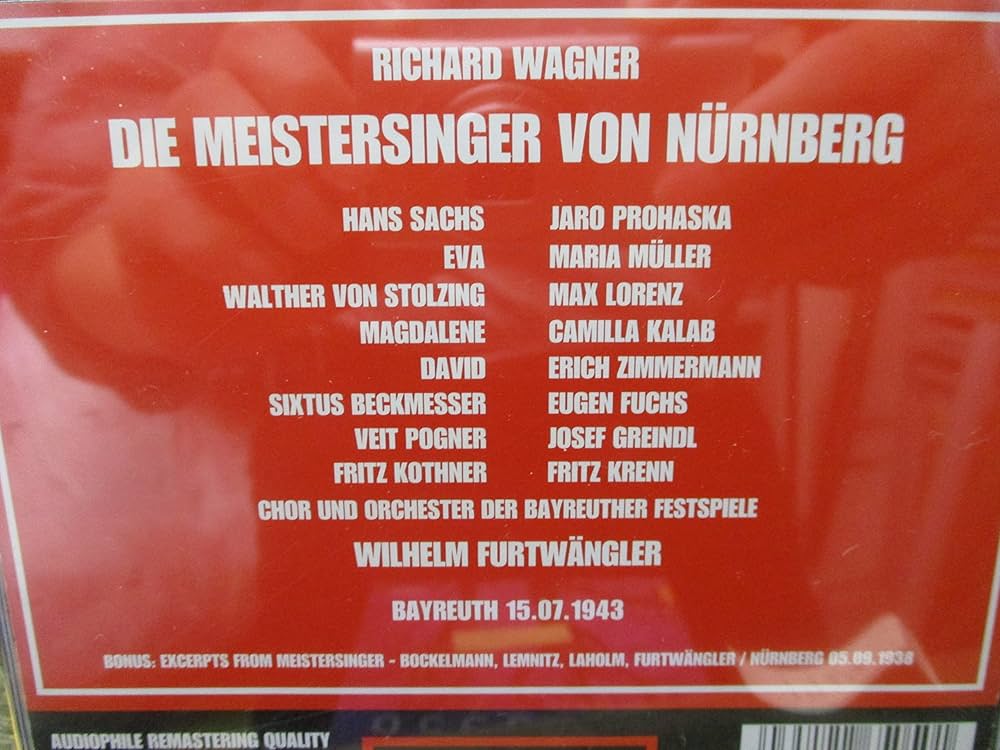 RICHARD WAGNER
DIE MEISTERSINGER VON NÜRNBERG
HANS SACHS JARO PROHASKA
EVA MARIA MÜLLER
WALTHER VON STOLZING MAX LORENZ
MAGDALENE CAMILLA KALAB
DAVID ERICH ZIMMERMANN
SIXTUS BECKMESSER EUGEN FUCHS
VEIT POGNER JOSEF GREINDL
FRITZ KOTHNER FRITZ KRENN
CHOR UND ORCHESTER DER BAYREUTHER FESTSPIELE
WILHELM FURTWÄNGLER
BAYREUTH 15.07.1943
BONUS: EXCERPTS FROM MEISTERSINGER - BOCKELMANN, LEMNITZ, LAHOLM, FURTWÄNGLER / NÜRNBERG 05.09.1938
AUDIOPHILE REMASTERING QUALITY